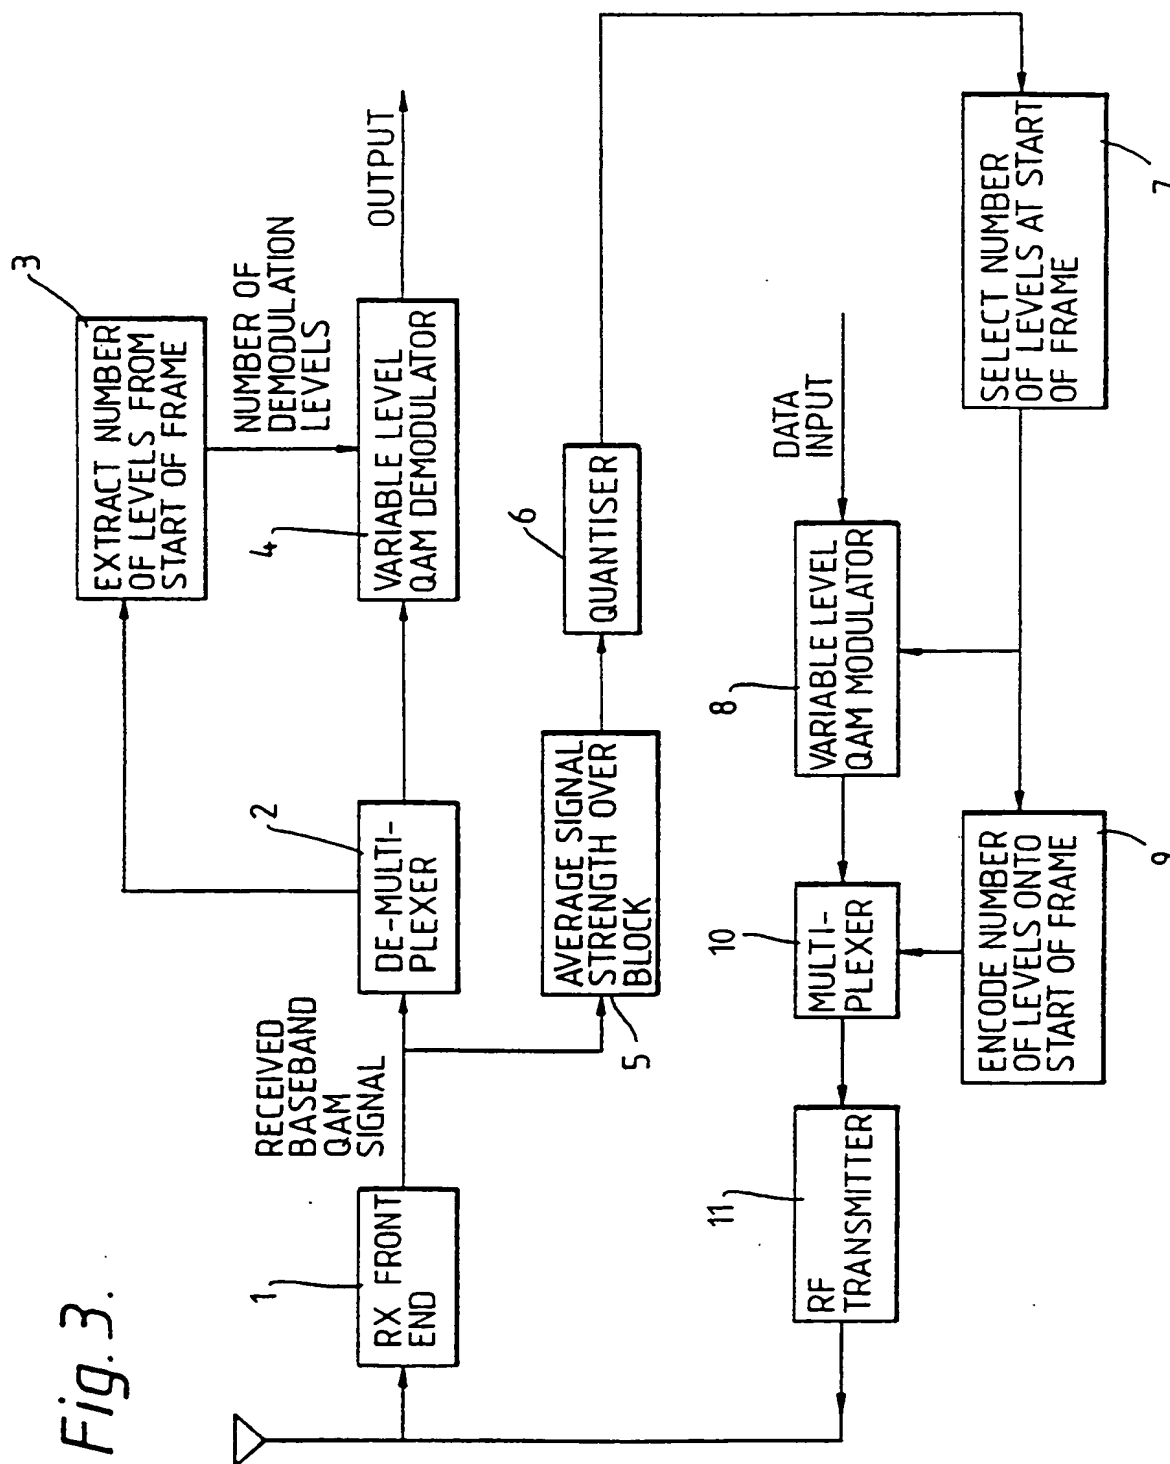 Fig.3.
1
RX FRONT
END
RECEIVED
BASEBAND
QAM
SIGNAL
2
DE-MULTI-
PLEXER
3
EXTRACT NUMBER
OF LEVELS FROM
START OF FRAME
NUMBER OF
DEMODULATION
LEVELS
4
VARIABLE LEVEL
QAM DEMODULATOR
OUTPUT
5
AVERAGE SIGNAL
STRENGTH OVER
BLOCK
6
QUANTISER
7
SELECT NUMBER
OF LEVELS AT START
OF FRAME
DATA
INPUT
8
VARIABLE LEVEL
QAM MODULATOR
9
ENCODE NUMBER
OF LEVELS ONTO
START OF FRAME
10
MULTI-
PLEXER
11
RF
TRANSMITTER